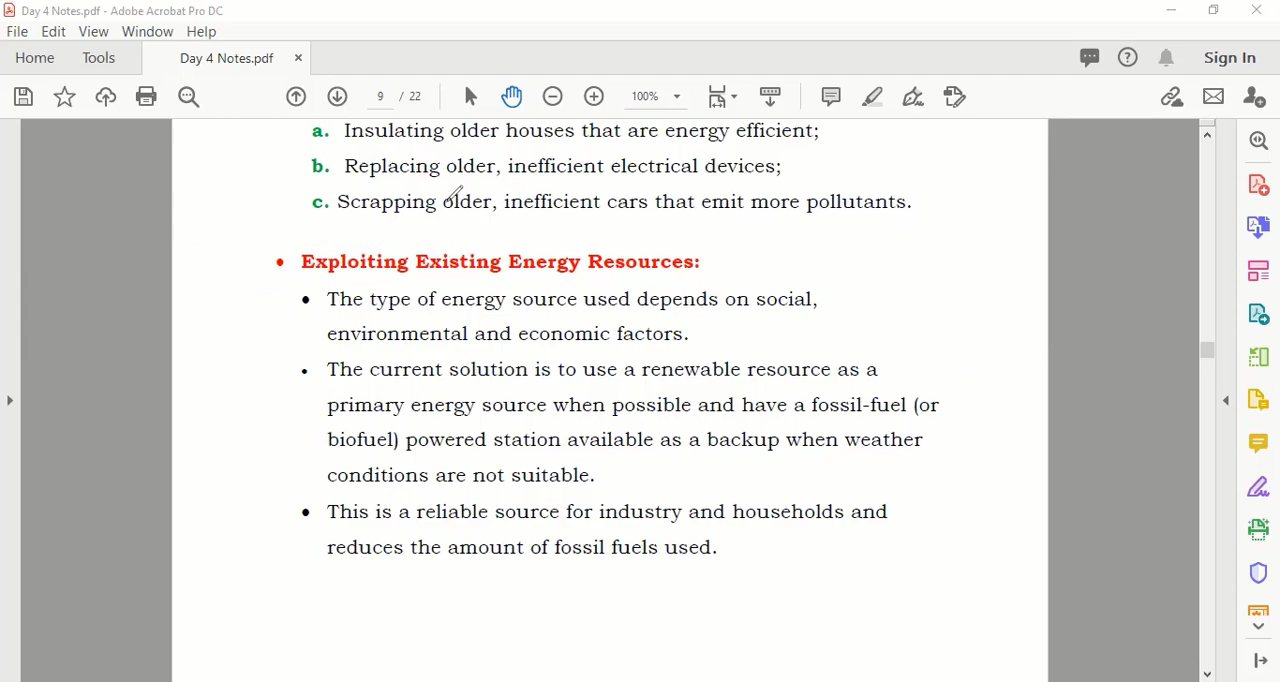 Day 4 Notes.pdf - Adobe Acrobat Pro DC
File Edit View Window Help
Home Tools Day 4 Notes.pdf × Sign In
9 / 22 100%
a. Insulating older houses that are energy efficient;
b. Replacing older, inefficient electrical devices;
c. Scrapping older, inefficient cars that emit more pollutants.
• Exploiting Existing Energy Resources:
• The type of energy source used depends on social,
environmental and economic factors.
• The current solution is to use a renewable resource as a
primary energy source when possible and have a fossil-fuel (or
biofuel) powered station available as a backup when weather
conditions are not suitable.
• This is a reliable source for industry and households and
reduces the amount of fossil fuels used.